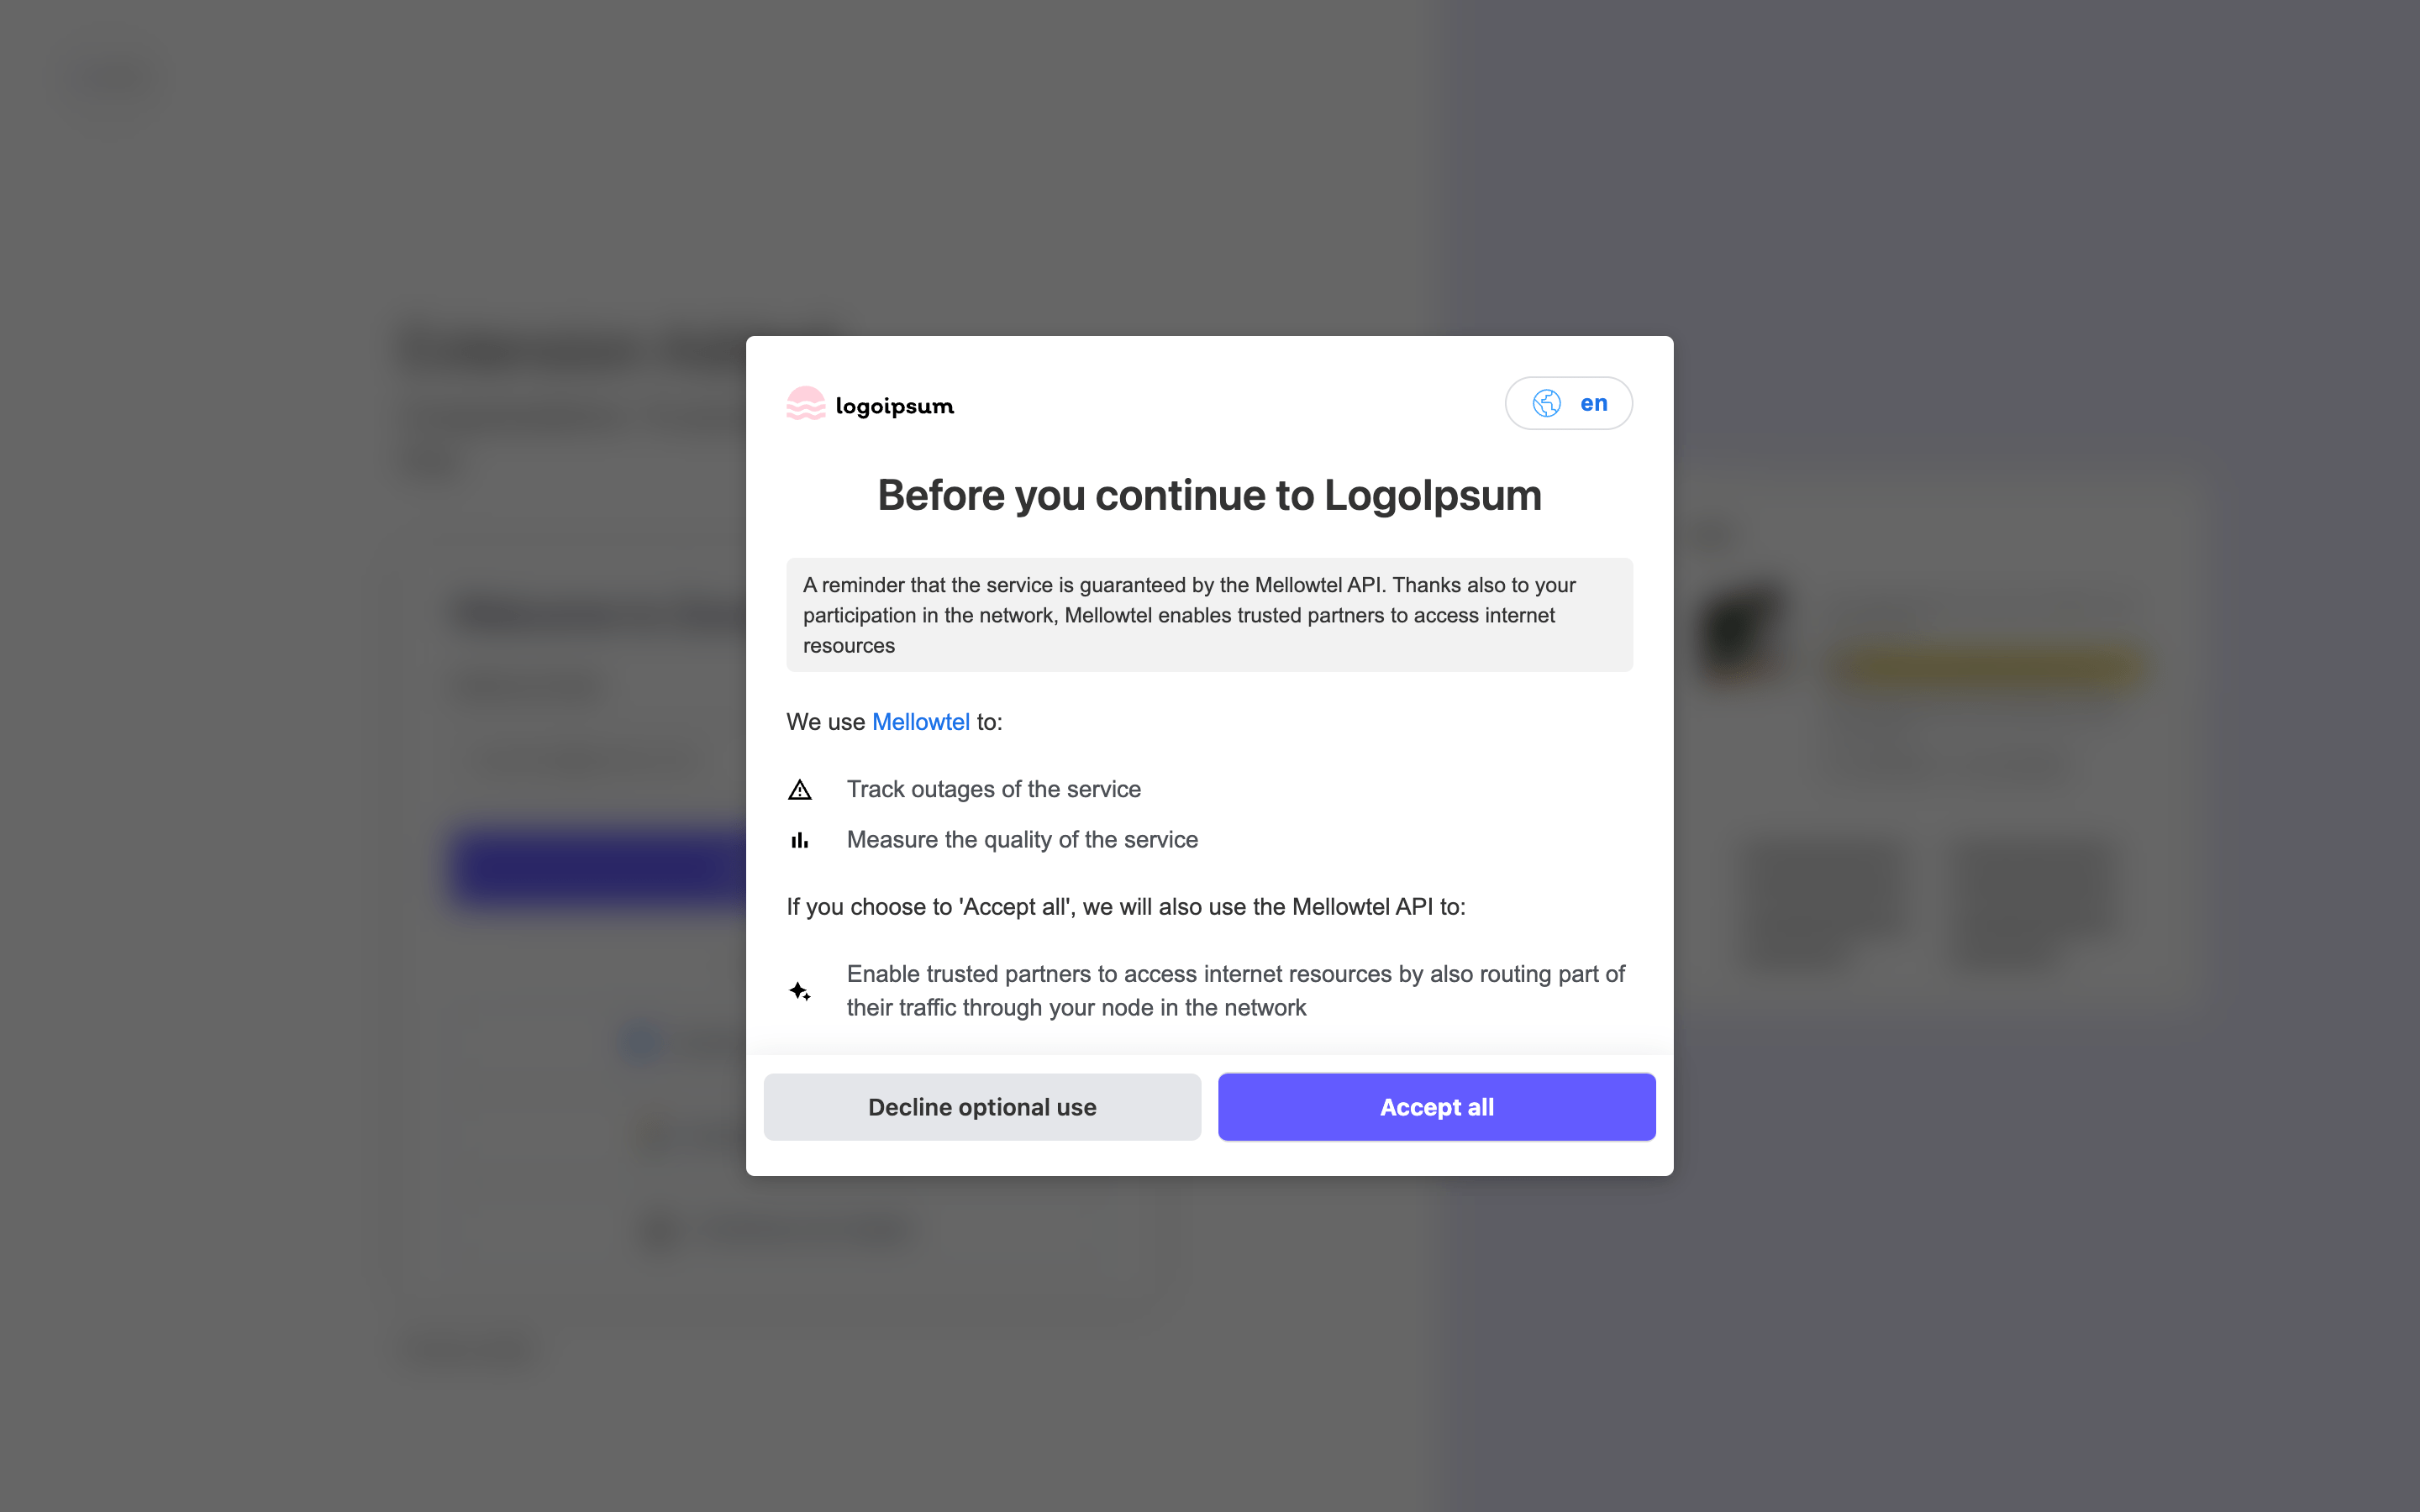 logoipsum
en
Before you continue to LogoIpsum
A reminder that the service is guaranteed by the Mellowtel API. Thanks also to your
participation in the network, Mellowtel enables trusted partners to access internet
resources
We use Mellowtel to:
Track outages of the service
Measure the quality of the service
If you choose to 'Accept all', we will also use the Mellowtel API to:
Enable trusted partners to access internet resources by also routing part of
their traffic through your node in the network
Decline optional use
Accept all